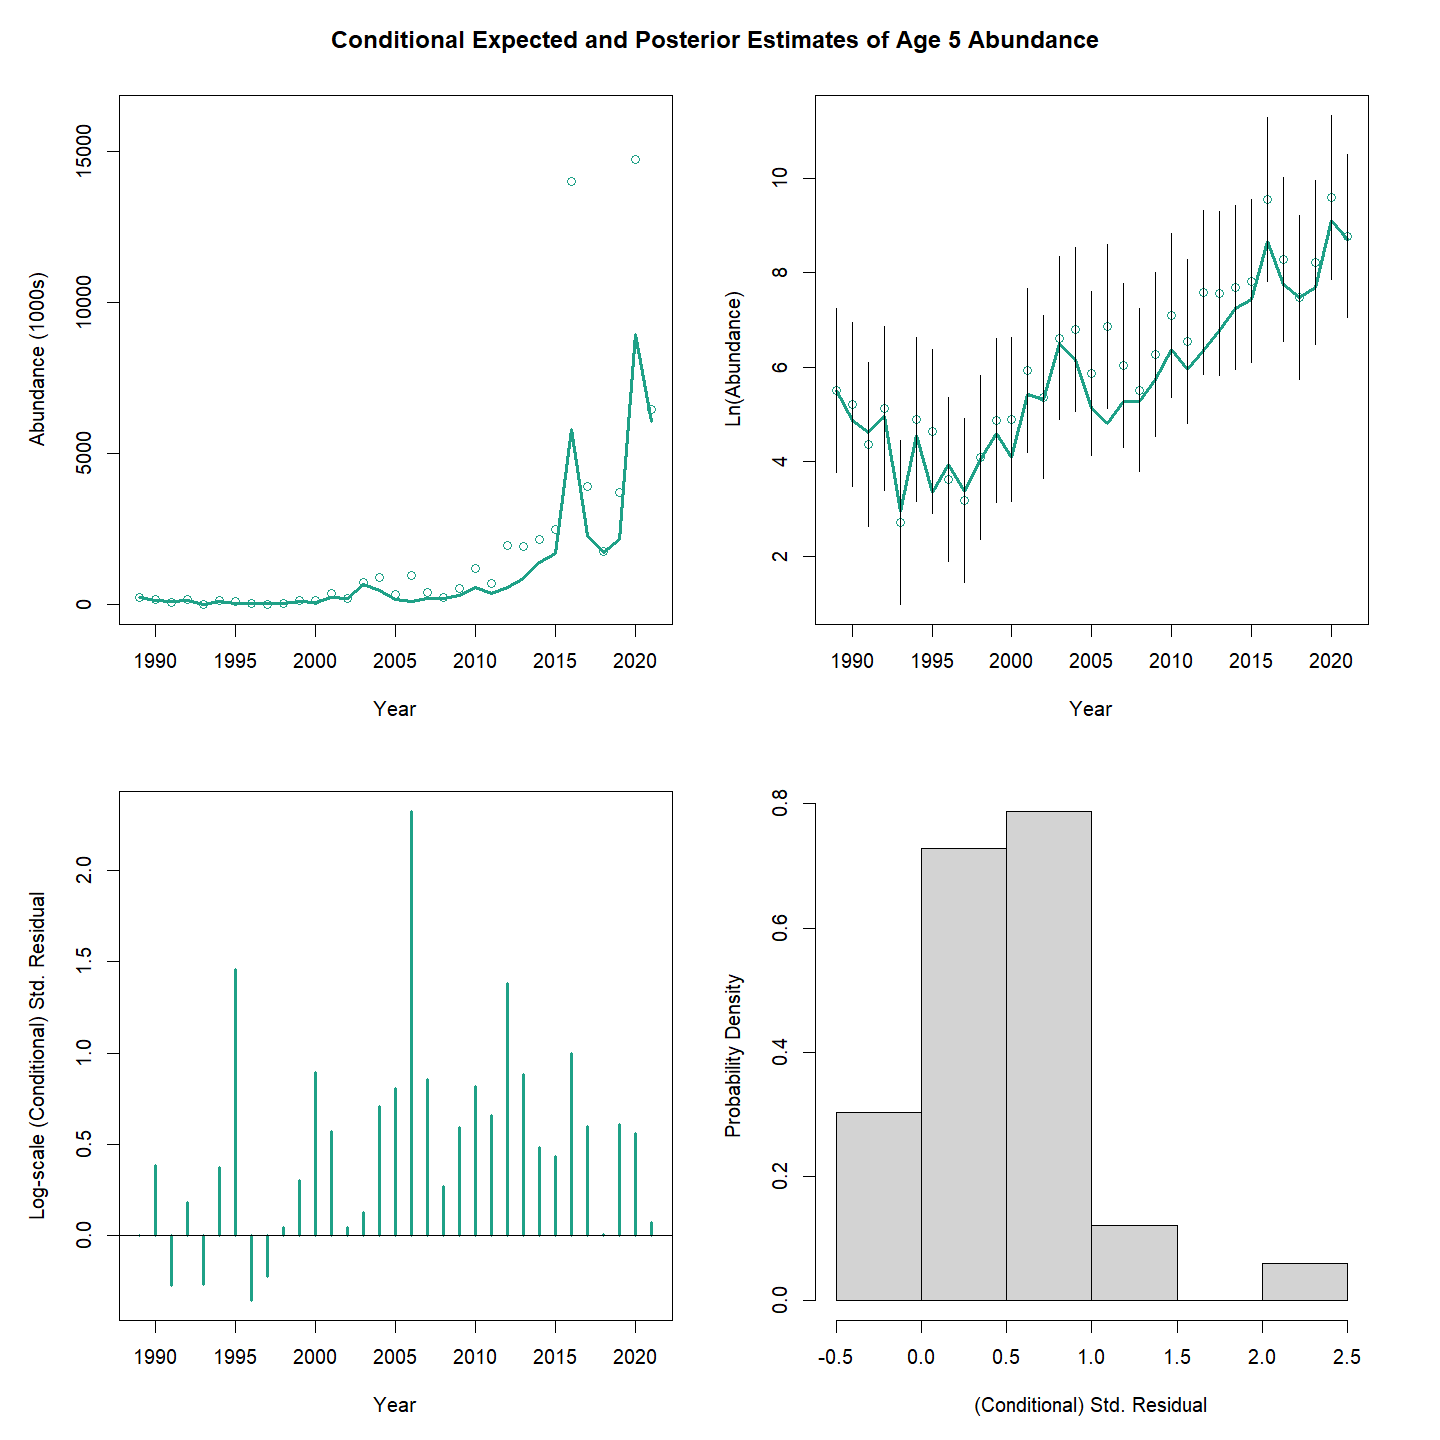 Conditional Expected and Posterior Estimates of Age 5 Abundance
Abundance (1000s)
15000
10000
5000
0
1990 1995 2000 2005 2010 2015 2020
Year
Ln(Abundance)
10
8
6
4
2
1990 1995 2000 2005 2010 2015 2020
Year
Log-scale (Conditional) Std. Residual
2.0
1.5
1.0
0.5
0.0
1990 1995 2000 2005 2010 2015 2020
Year
Probability Density
0.8
0.6
0.4
0.2
0.0
-0.5 0.0 0.5 1.0 1.5 2.0 2.5
(Conditional) Std. Residual